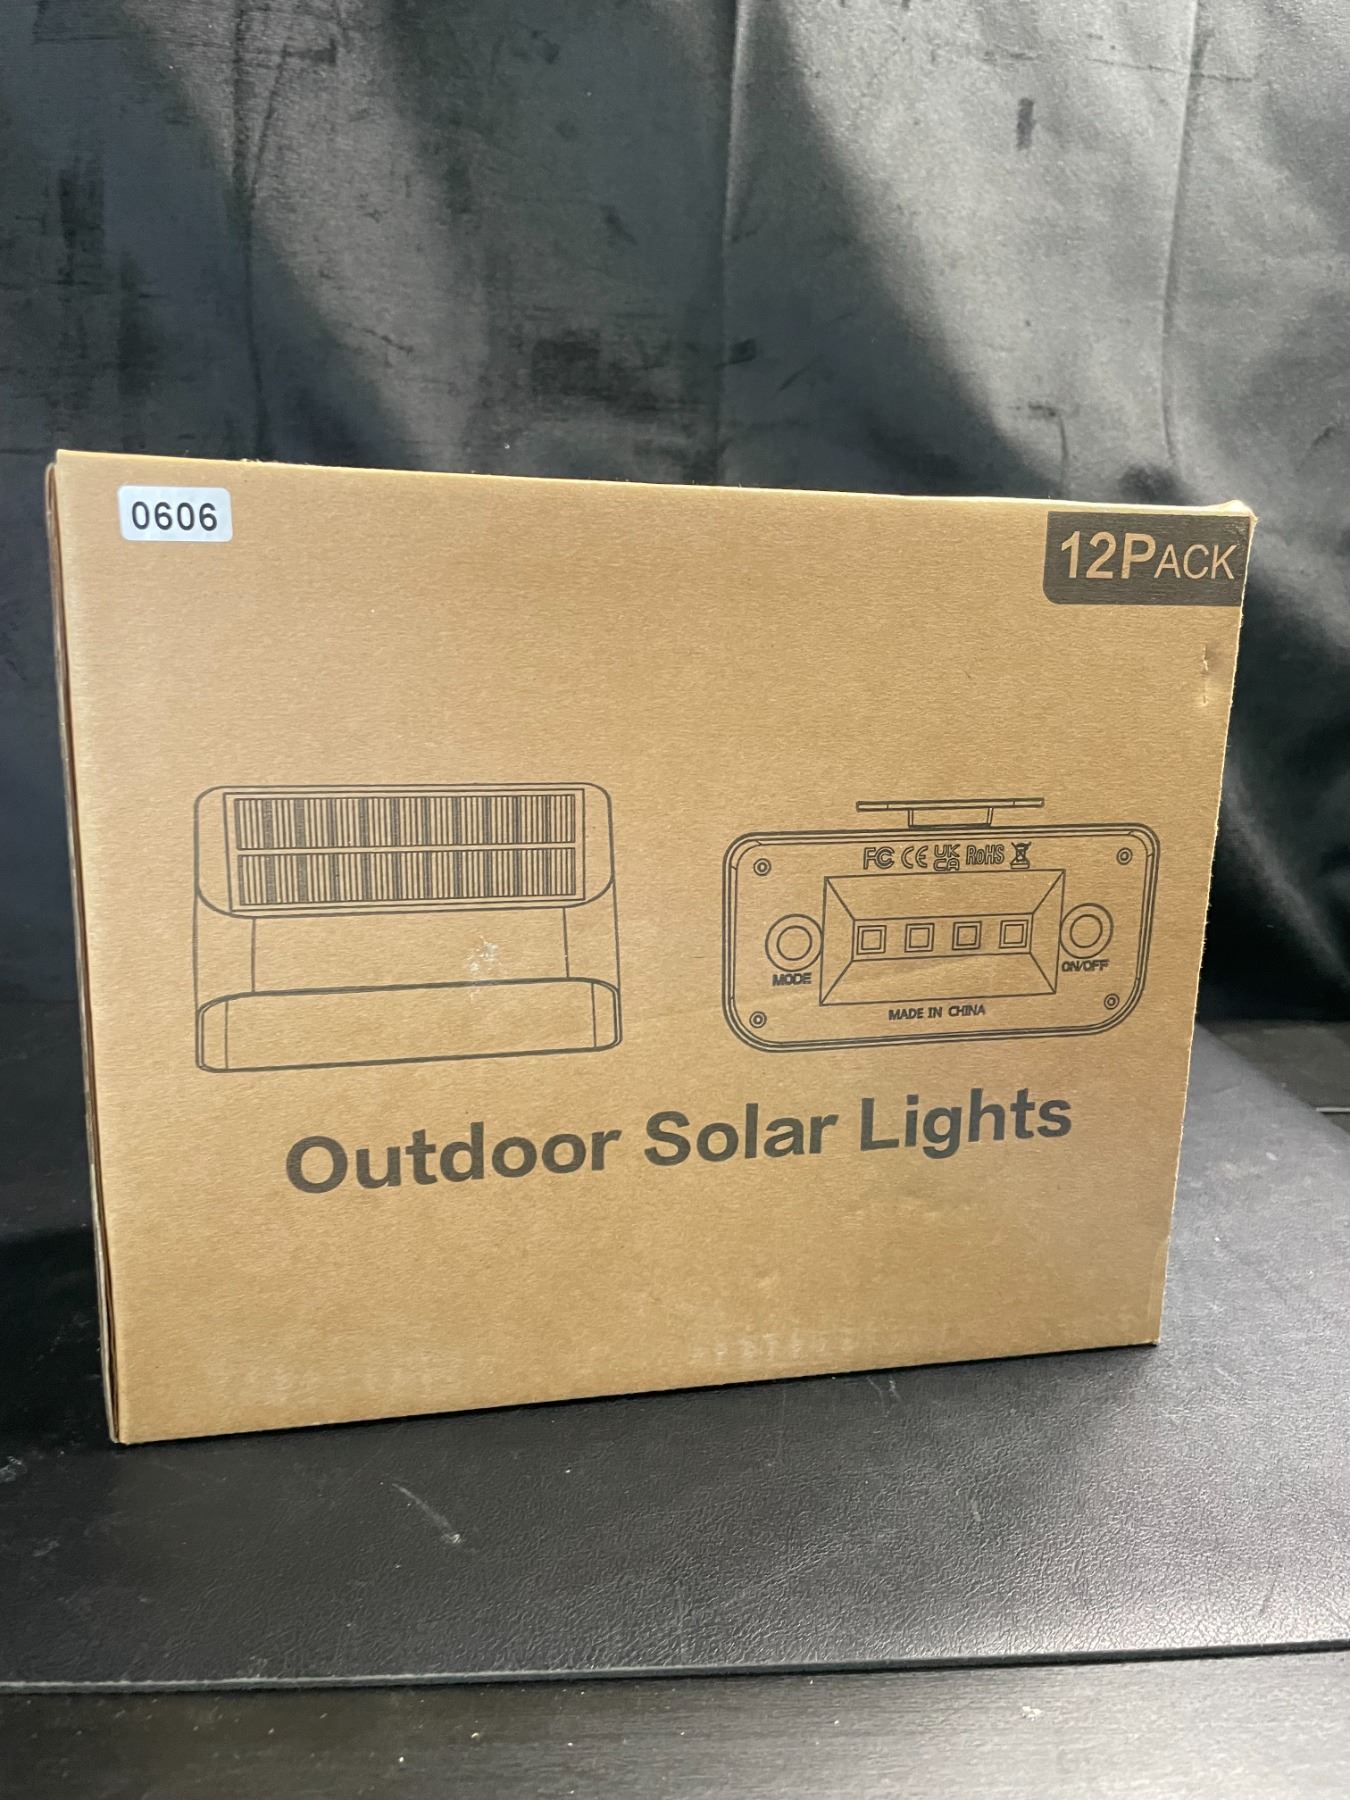 0606
12PACK
FC CE UK CA RoHS
MODE
ON/OFF
MADE IN CHINA
Outdoor Solar Lights